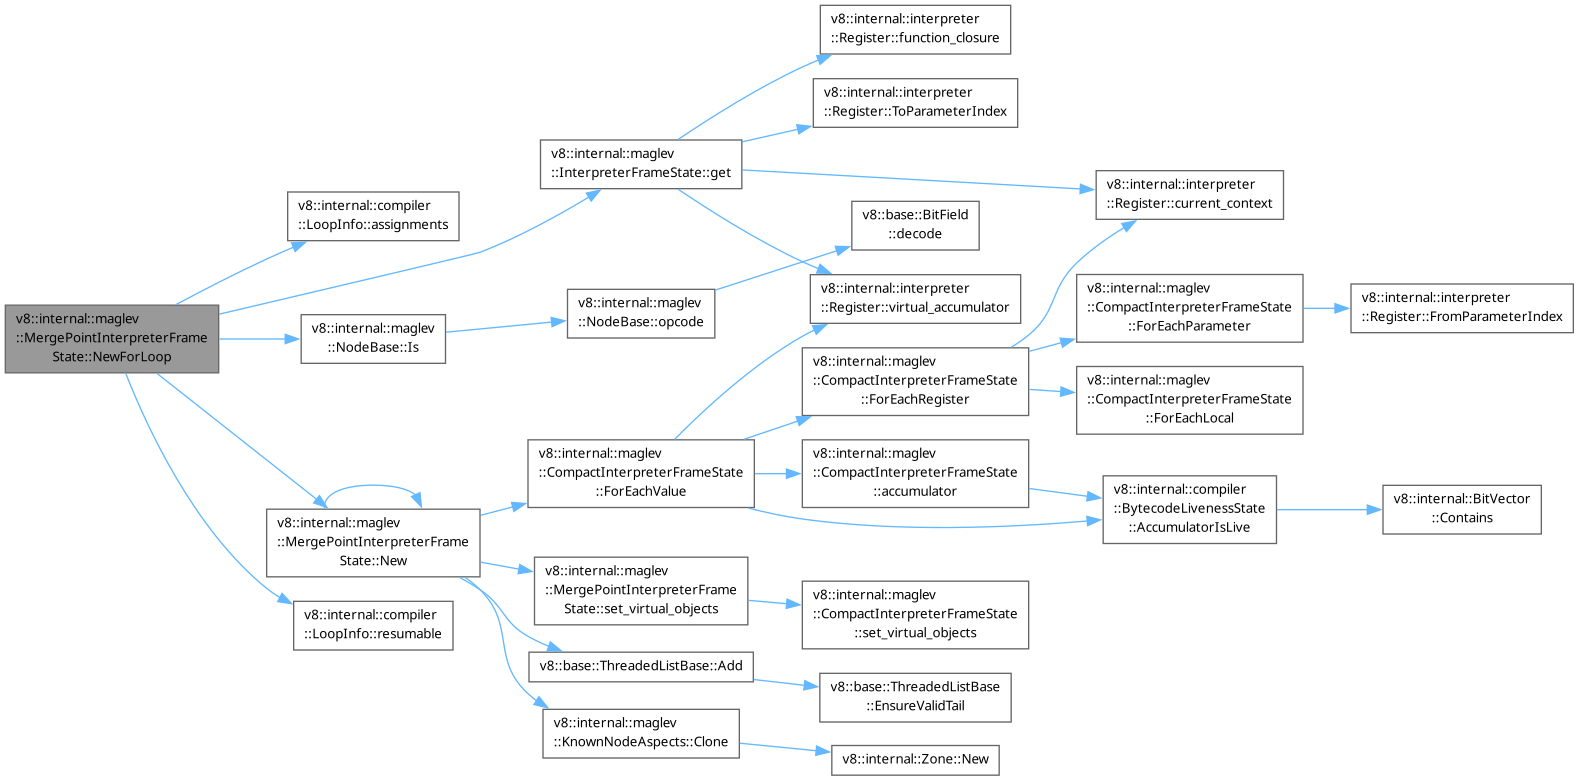 v8::internal::interpreter
::Register::function_closure
v8::internal::interpreter
::Register::ToParameterIndex
v8::internal::maglev
::InterpreterFrameState::get
v8::internal::interpreter
::Register::current_context
v8::internal::compiler
::LoopInfo::assignments
v8::base::BitField
::decode
v8::internal::interpreter
::Register::virtual_accumulator
v8::internal::maglev
::CompactInterpreterFrameState
::ForEachParameter
v8::internal::interpreter
::Register::FromParameterIndex
v8::internal::maglev
::NodeBase::opcode
v8::internal::maglev
::MergePointInterpreterFrame
State::NewForLoop
v8::internal::maglev
::NodeBase::Is
v8::internal::maglev
::CompactInterpreterFrameState
::ForEachRegister
v8::internal::maglev
::CompactInterpreterFrameState
::ForEachLocal
v8::internal::maglev
::CompactInterpreterFrameState
::ForEachValue
v8::internal::maglev
::CompactInterpreterFrameState
::accumulator
v8::internal::compiler
::BytecodeLivenessState
::AccumulatorIsLive
v8::internal::BitVector
::Contains
v8::internal::maglev
::MergePointInterpreterFrame
State::New
v8::internal::maglev
::MergePointInterpreterFrame
State::set_virtual_objects
v8::internal::maglev
::CompactInterpreterFrameState
::set_virtual_objects
v8::internal::compiler
::LoopInfo::resumable
v8::base::ThreadedListBase::Add
v8::base::ThreadedListBase
::EnsureValidTail
v8::internal::maglev
::KnownNodeAspects::Clone
v8::internal::Zone::New